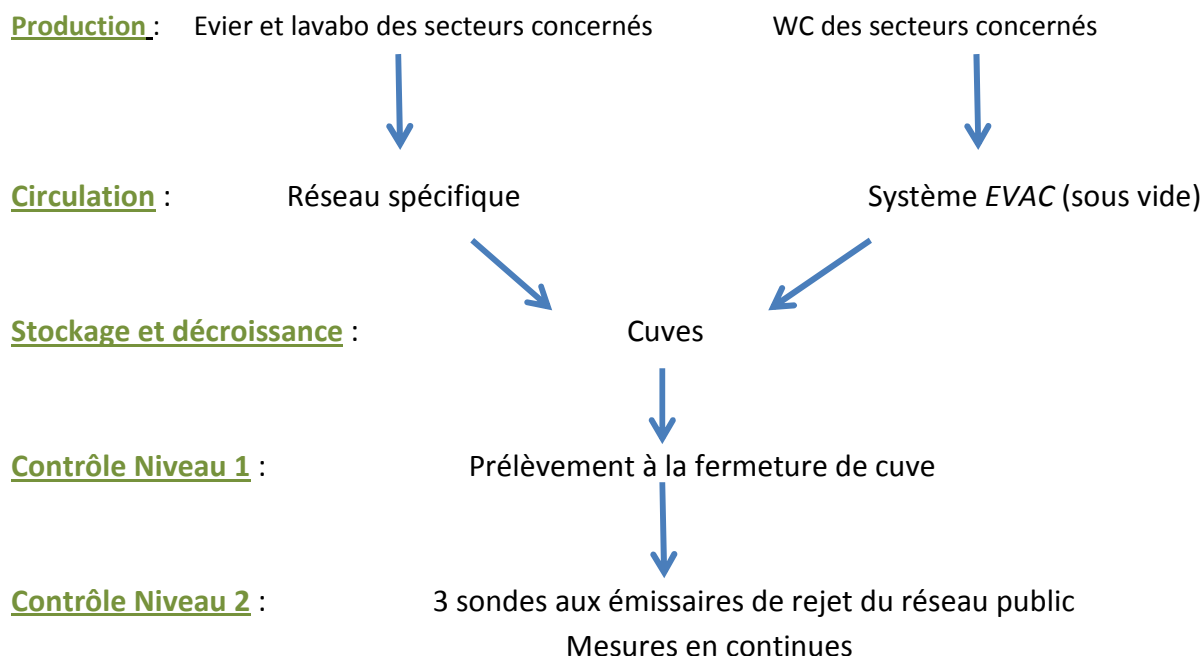 Production : Evier et lavabo des secteurs concernés WC des secteurs concernés
Circulation : Réseau spécifique Système EVAC (sous vide)
Stockage et décroissance : Cuves
Contrôle Niveau 1 : Prélèvement à la fermeture de cuve
Contrôle Niveau 2 : 3 sondes aux émissaires de rejet du réseau public
Mesures en continues